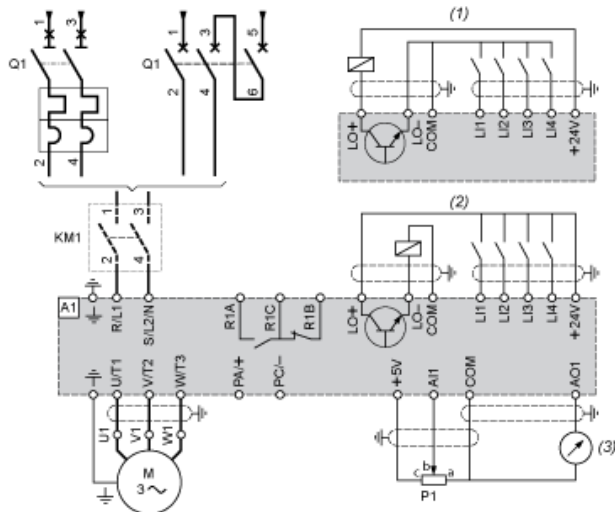 (1)
1 3
Q1
2 4
1 3 5
Q1
2 4 6
LO+ LO- COM LI1 LI2 LI3 LI4 +24V
(2)
1 3
KM1
2 4
A1
R/L1 S/L2/N R1A R1C R1B LO+ LO- COM LI1 LI2 LI3 LI4 +24V
U/T1 V/T2 W/T3 PA/+ PC/– +5V AI1 COM AO1
U1 V1 W1
M
3
c b a
P1
(3)